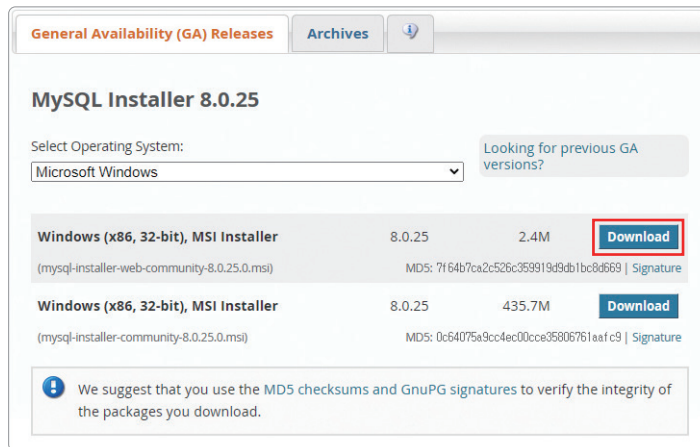 General Availability (GA) Releases
Archives
MySQL Installer 8.0.25
Select Operating System:
Looking for previous GA
versions?
Microsoft Windows
Windows (x86, 32-bit), MSI Installer 8.0.25 2.4M Download
(mysql-installer-web-community-8.0.25.0.msi) MD5: 7f64b7ca2c526c359919d9db1bc8d669 | Signature
Windows (x86, 32-bit), MSI Installer 8.0.25 435.7M Download
(mysql-installer-community-8.0.25.0.msi) MD5: 0c64075a9cc4ec00cce35806761aafc9 | Signature
We suggest that you use the MD5 checksums and GnuPG signatures to verify the integrity of
the packages you download.